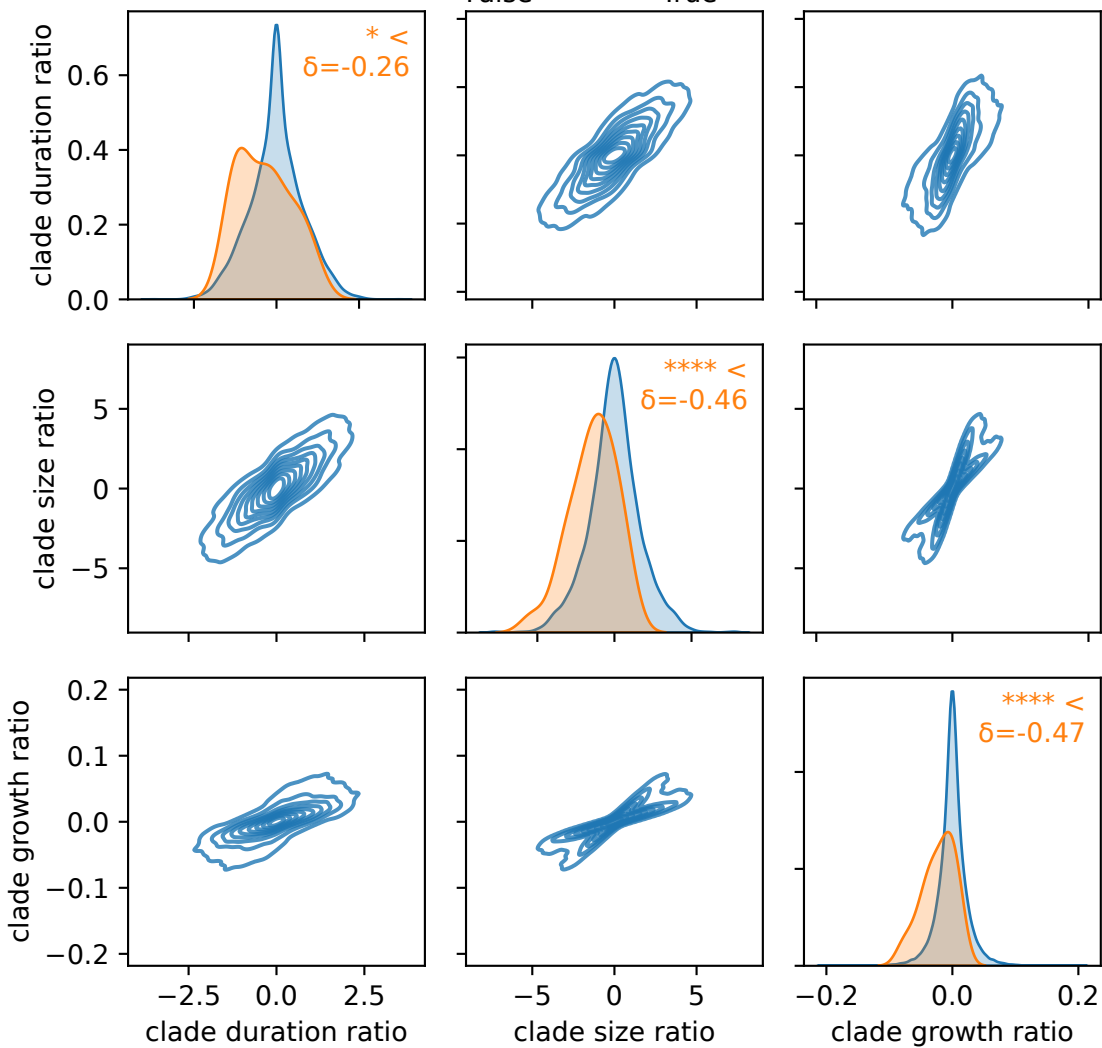 False True
clade duration ratio
0.6
0.4
0.2
0.0
* <
δ=-0.26
clade size ratio
5
0
−5
**** <
δ=-0.46
clade growth ratio
0.2
0.1
0.0
−0.1
−0.2
**** <
δ=-0.47
−2.5 0.0 2.5
−5 0 5
−0.2 0.0 0.2
clade duration ratio
clade size ratio
clade growth ratio